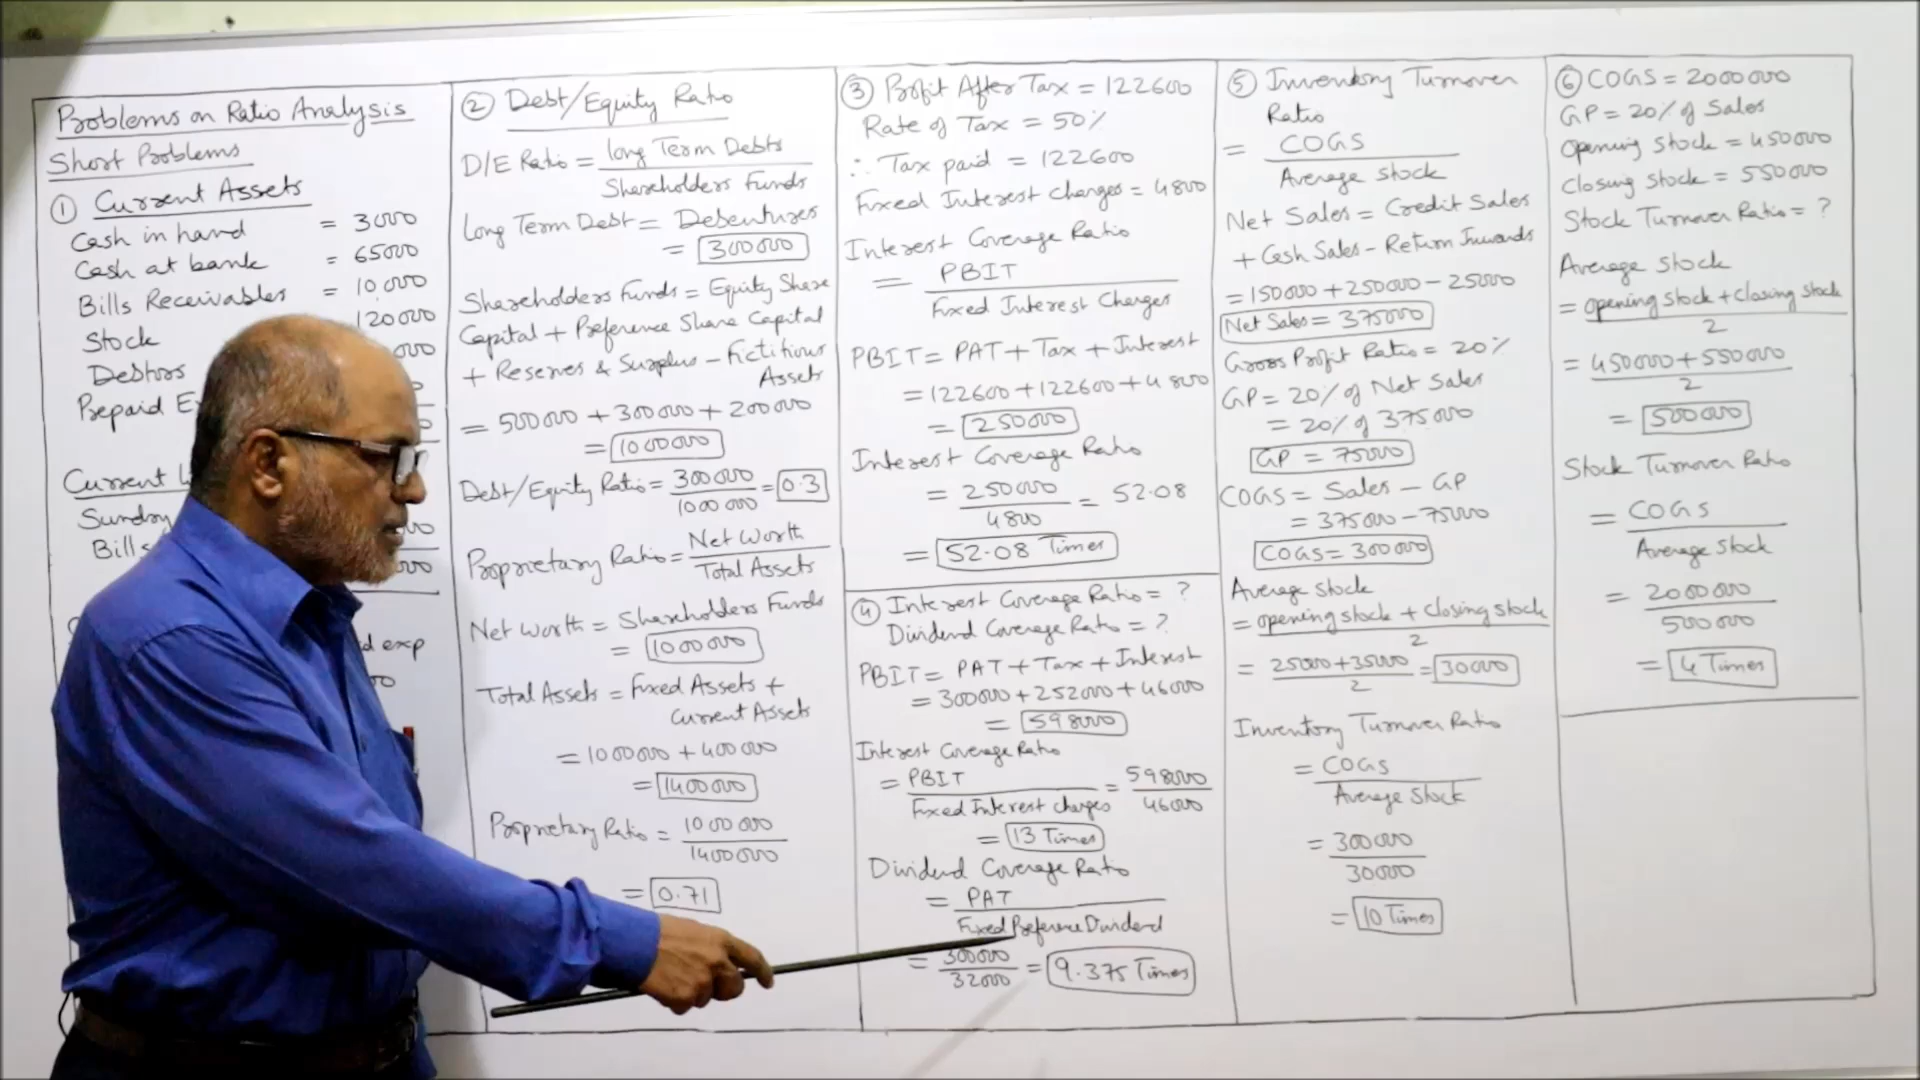 Problems on Ratio Analysis
Short Problems
① Current Assets
Cash in hand = 3000
Cash at bank = 65000
Bills Receivables = 10,000
Stock 120000
Debtors
Prepaid
Current
Sundry
Bills
d exp
② Debt/Equity Ratio
D/E Ratio = Long Term Debts
Shareholders Funds
Long Term Debt = Debentures
= 300000
Shareholders Funds = Equity Share
Capital + Preference Share Capital
+ Reserves & Surplus - Fictitious
Assets
= 500000 + 300000 + 200000
= 1000000
Debt/Equity Ratio = 300000 = 0.3
1000000
Proprietary Ratio = Net Worth
Total Assets
Net Worth = Shareholders Funds
= 1000000
Total Assets = Fixed Assets +
Current Assets
= 1000000 + 400000
= 1400000
Proprietary Ratio = 1000000
1400000
= 0.71
③ Profit After Tax = 122600
Rate of Tax = 50%
∴ Tax paid = 122600
Fixed Interest Charges = 4800
Interest Coverage Ratio
= PBIT
Fixed Interest Charges
PBIT = PAT + Tax + Interest
= 122600 + 122600 + 4800
= 250000
Interest Coverage Ratio
= 250000 = 52.08
4800
= 52.08 Times
④ Interest Coverage Ratio = ?
Dividend Coverage Ratio = ?
PBIT = PAT + Tax + Interest
= 300000 + 252000 + 46000
= 598000
Interest Coverage Ratio
= PBIT = 598000
Fixed Interest charges 46000
= 13 Times
Dividend Coverage Ratio
= PAT
Fixed Preference Dividend
= 300000 = 9.375 Times
32000
⑤ Inventory Turnover
Ratio
= COGS
Average Stock
Net Sales = Credit Sales
+ Cash Sales - Return Inwards
= 150000 + 250000 - 25000
Net Sales = 375000
Gross Profit Ratio = 20%
GP = 20% of Net Sales
= 20% of 375000
GP = 75000
COGS = Sales - GP
= 375000 - 75000
COGS = 300000
Average Stock
= opening stock + closing stock
2
= 25000 + 35000 = 30000
2
Inventory Turnover Ratio
= COGS
Average Stock
= 300000
30000
= 10 Times
⑥ COGS = 2000000
GP = 20% of Sales
opening stock = 450000
closing stock = 550000
Stock Turnover Ratio = ?
Average Stock
= opening stock + closing stock
2
= 450000 + 550000
2
= 500000
Stock Turnover Ratio
= COGS
Average Stock
= 2000000
500000
= 4 Times